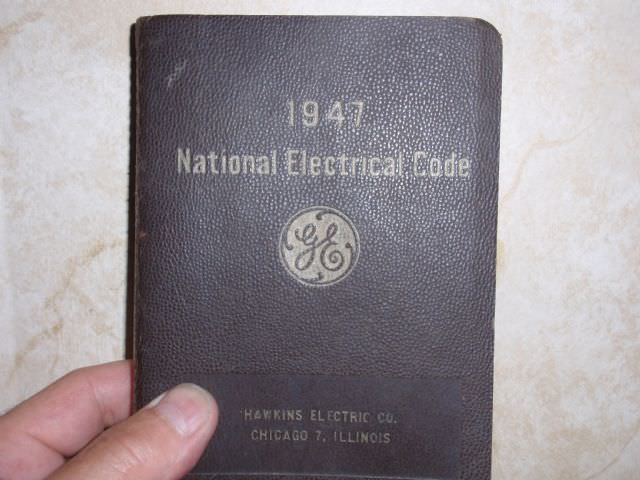 1947
National Electrical Code
GE
HAWKINS ELECTRIC CO.
CHICAGO 7, ILLINOIS